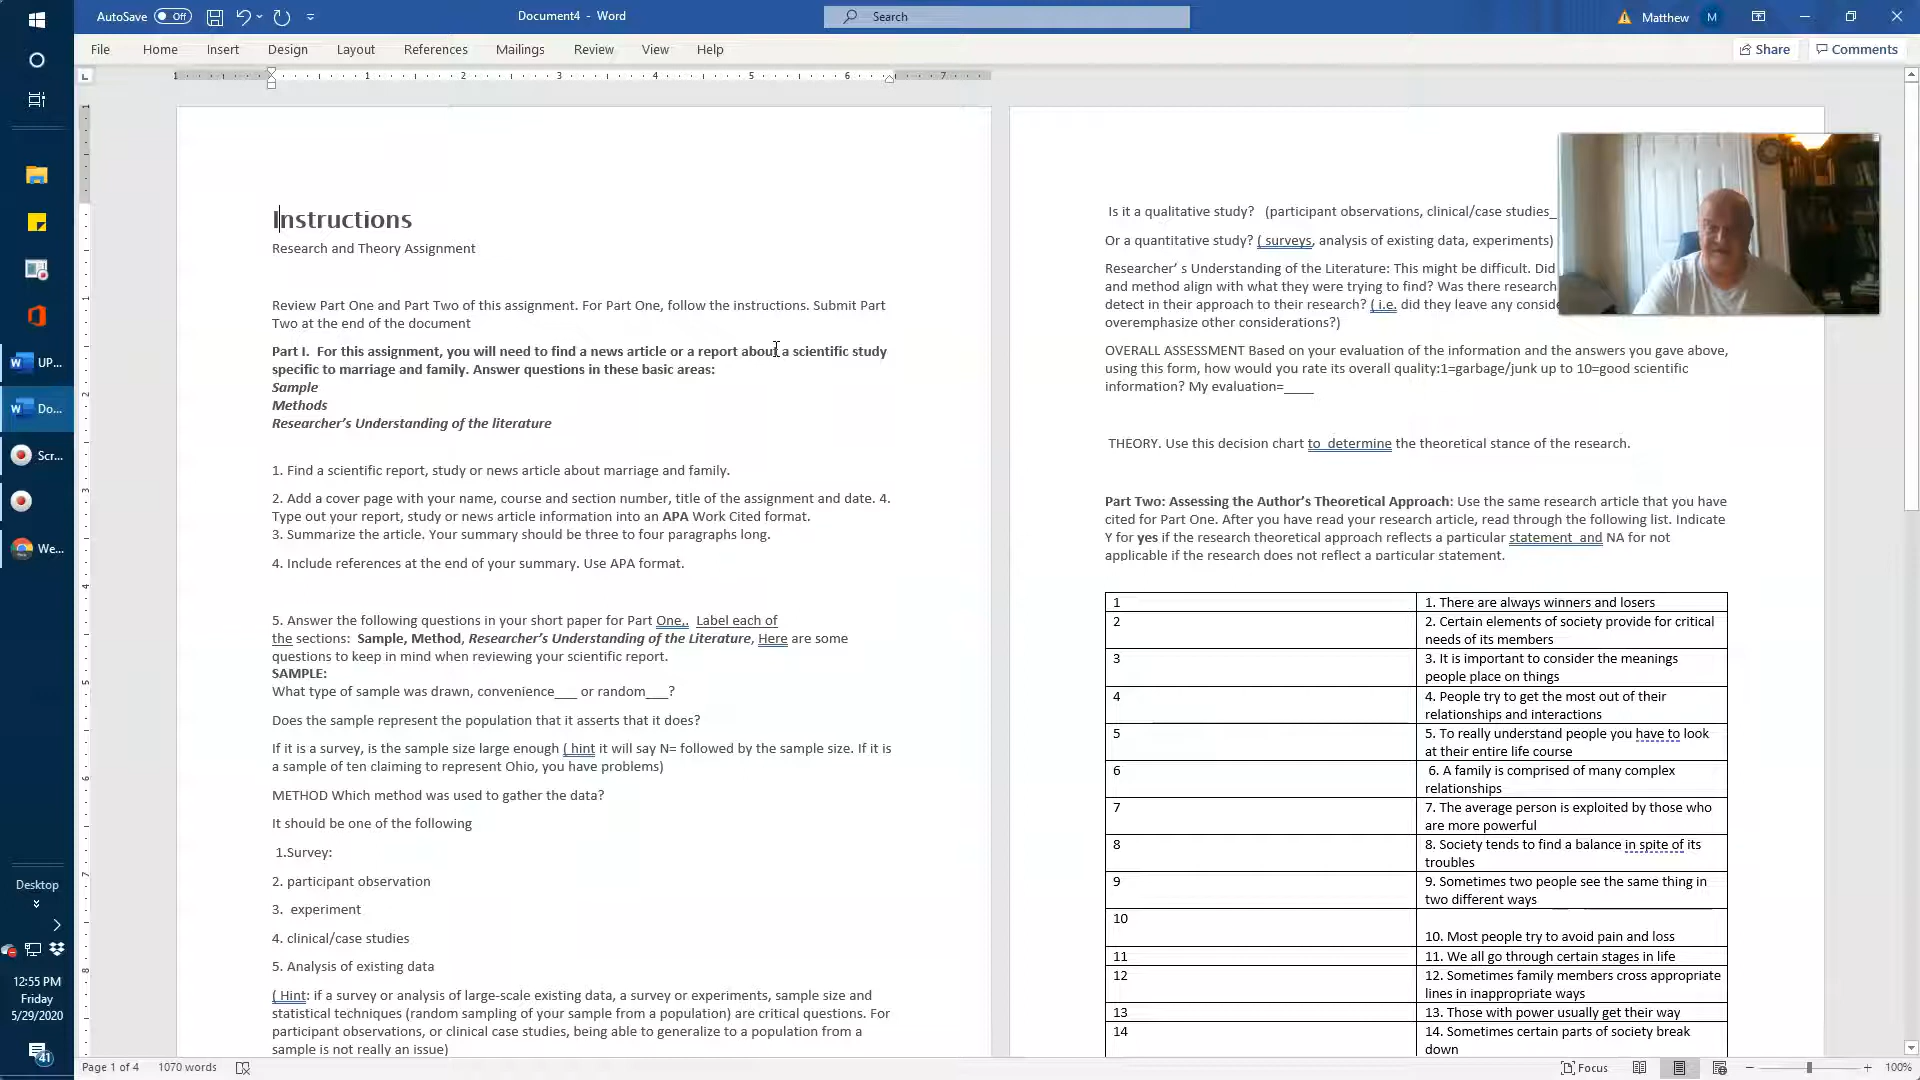 AutoSave Off
Document4 - Word
Search
Matthew M
File Home Insert Design Layout References Mailings Review View Help
Share Comments
1 1 2 3 4 5 6 7
Instructions
Research and Theory Assignment
Review Part One and Part Two of this assignment. For Part One, follow the instructions. Submit Part
Two at the end of the document
Part I. For this assignment, you will need to find a news article or a report about a scientific study
specific to marriage and family. Answer questions in these basic areas:
Sample
Methods
Researcher's Understanding of the literature
1. Find a scientific report, study or news article about marriage and family.
2. Add a cover page with your name, course and section number, title of the assignment and date. 4.
Type out your report, study or news article information into an APA Work Cited format.
3. Summarize the article. Your summary should be three to four paragraphs long.
4. Include references at the end of your summary. Use APA format.
5. Answer the following questions in your short paper for Part One,. Label each of
the sections: Sample, Method, Researcher's Understanding of the Literature, Here are some
questions to keep in mind when reviewing your scientific report.
SAMPLE:
What type of sample was drawn, convenience___ or random___?
Does the sample represent the population that it asserts that it does?
If it is a survey, is the sample size large enough ( hint it will say N= followed by the sample size. If it is
a sample of ten claiming to represent Ohio, you have problems)
METHOD Which method was used to gather the data?
It should be one of the following
1.Survey:
2. participant observation
3. experiment
4. clinical/case studies
5. Analysis of existing data
( Hint: if a survey or analysis of large-scale existing data, a survey or experiments, sample size and
statistical techniques (random sampling of your sample from a population) are critical questions. For
participant observations, or clinical case studies, being able to generalize to a population from a
sample is not really an issue)
Is it a qualitative study? (participant observations, clinical/case studies_
Or a quantitative study? ( surveys, analysis of existing data, experiments)
Researcher' s Understanding of the Literature: This might be difficult. Did
and method align with what they were trying to find? Was there research
detect in their approach to their research? ( i.e. did they leave any consid
overemphasize other considerations?)
OVERALL ASSESSMENT Based on your evaluation of the information and the answers you gave above,
using this form, how would you rate its overall quality:1=garbage/junk up to 10=good scientific
information? My evaluation=____
THEORY. Use this decision chart to determine the theoretical stance of the research.
Part Two: Assessing the Author's Theoretical Approach: Use the same research article that you have
cited for Part One. After you have read your research article, read through the following list. Indicate
Y for yes if the research theoretical approach reflects a particular statement and NA for not
applicable if the research does not reflect a particular statement.
1 1. There are always winners and losers
2 2. Certain elements of society provide for critical
needs of its members
3 3. It is important to consider the meanings
people place on things
4 4. People try to get the most out of their
relationships and interactions
5 5. To really understand people you have to look
at their entire life course
6 6. A family is comprised of many complex
relationships
7 7. The average person is exploited by those who
are more powerful
8 8. Society tends to find a balance in spite of its
troubles
9 9. Sometimes two people see the same thing in
two different ways
10
10. Most people try to avoid pain and loss
11 11. We all go through certain stages in life
12 12. Sometimes family members cross appropriate
lines in inappropriate ways
13 13. Those with power usually get their way
14 14. Sometimes certain parts of society break
down
UP...
Do...
Scr...
We...
Desktop
12:55 PM
Friday
5/29/2020
41
Page 1 of 4 1070 words
Focus
100%